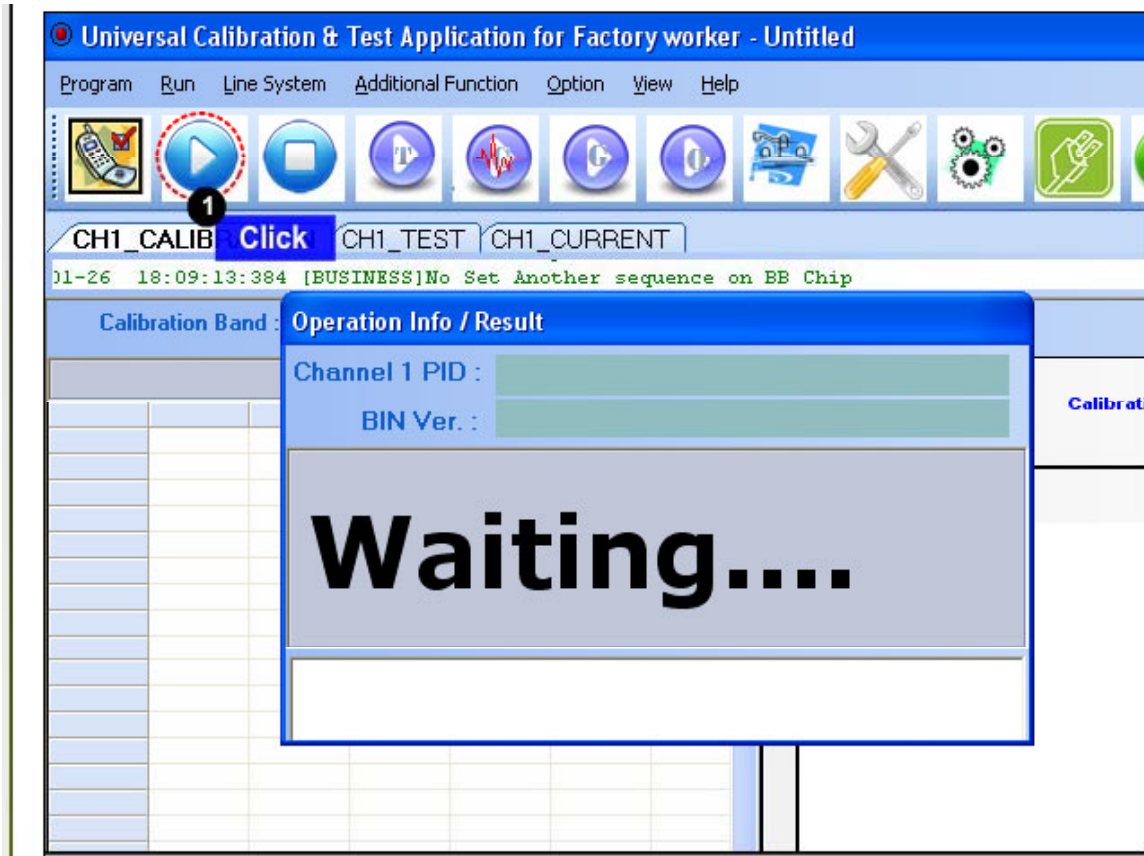 Universal Calibration & Test Application for Factory worker - Untitled
Program Run Line System Additional Function Option View Help
T G Q
1
Click
CH1_CALIB N CH1_TEST CH1_CURRENT
01-26 18:09:13:384 [BUSINESS]No Set Another sequence on BB Chip
Calibration Band :
Operation Info / Result
Channel 1 PID :
BIN Ver. :
Calibrati
Waiting....